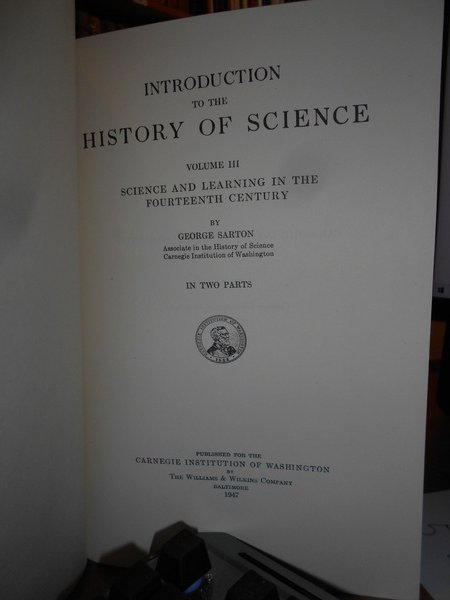 INTRODUCTION
TO THE
HISTORY OF SCIENCE
VOLUME III
SCIENCE AND LEARNING IN THE
FOURTEENTH CENTURY
BY
GEORGE SARTON
Associate in the History of Science
Carnegie Institution of Washington
IN TWO PARTS
PUBLISHED FOR THE
CARNEGIE INSTITUTION OF WASHINGTON
BY
THE WILLIAMS & WILKINS COMPANY
BALTIMORE
1947